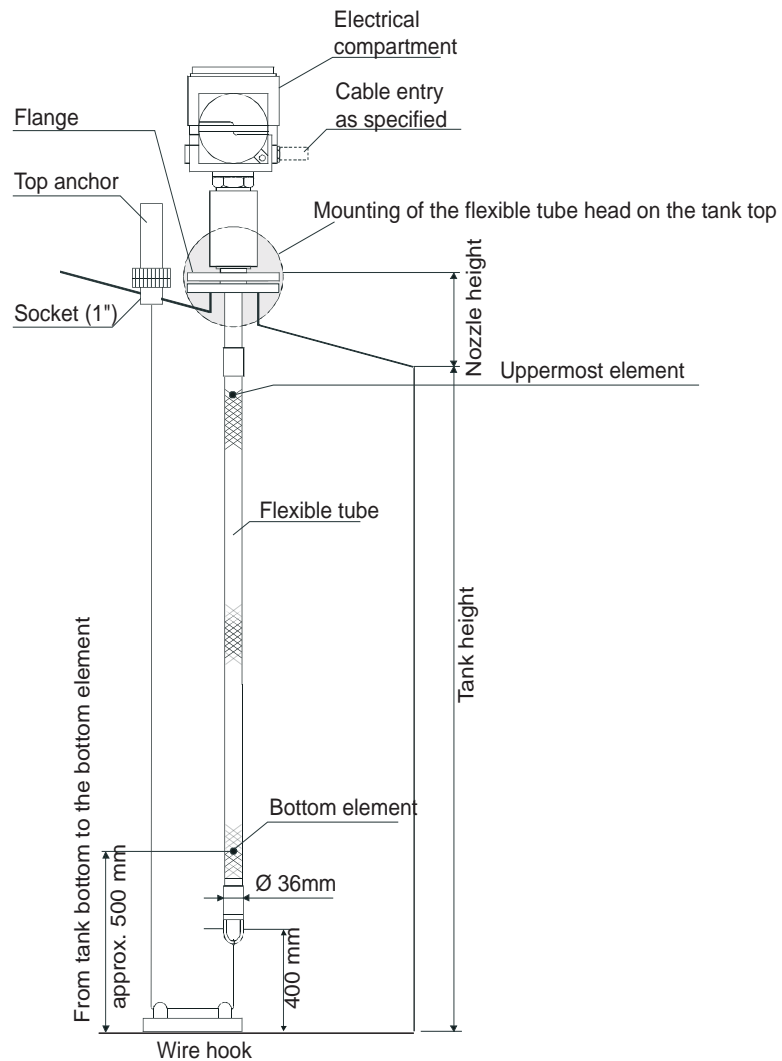 Electrical
compartment
Cable entry
as specified
Flange
Top anchor
Mounting of the flexible tube head on the tank top
Socket (1")
Nozzle height
Uppermost element
Flexible tube
Tank height
From tank bottom to the bottom element
approx. 500 mm
Bottom element
Ø 36mm
400 mm
Wire hook